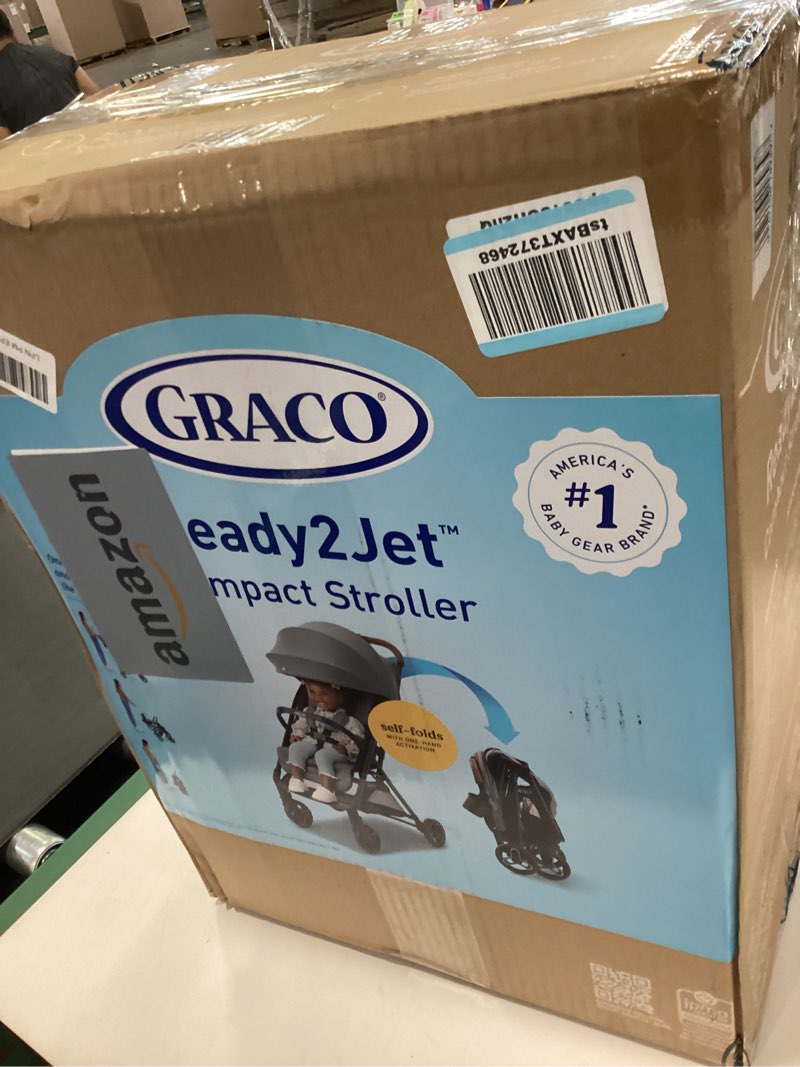 tsBAXT372468
GRACO®
eady2Jet™
mpact Stroller
AMERICA'S
#1
BABY GEAR BRAND*
amazon
self-folds
WITH ONE-HAND
ACTIVATION